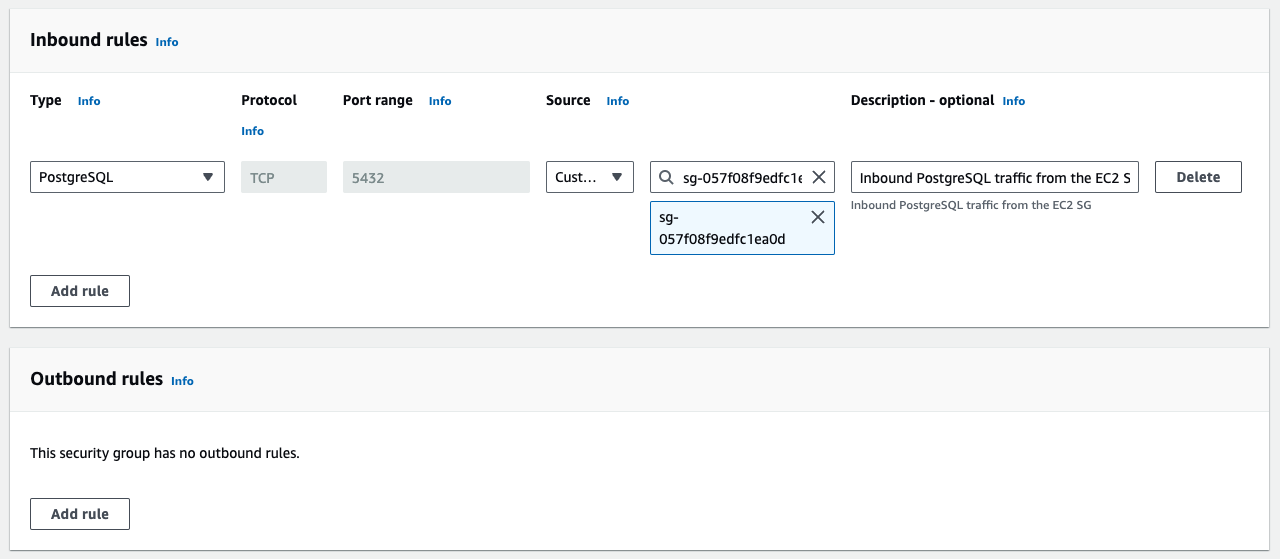 Inbound rules Info
Type Info Protocol Info Port range Info Source Info Description - optional Info
PostgreSQL TCP 5432 Cust... sg-057f08f9edfc1e Inbound PostgreSQL traffic from the EC2 S Delete
sg-
057f08f9edfc1ea0d
Inbound PostgreSQL traffic from the EC2 SG
Add rule
Outbound rules Info
This security group has no outbound rules.
Add rule